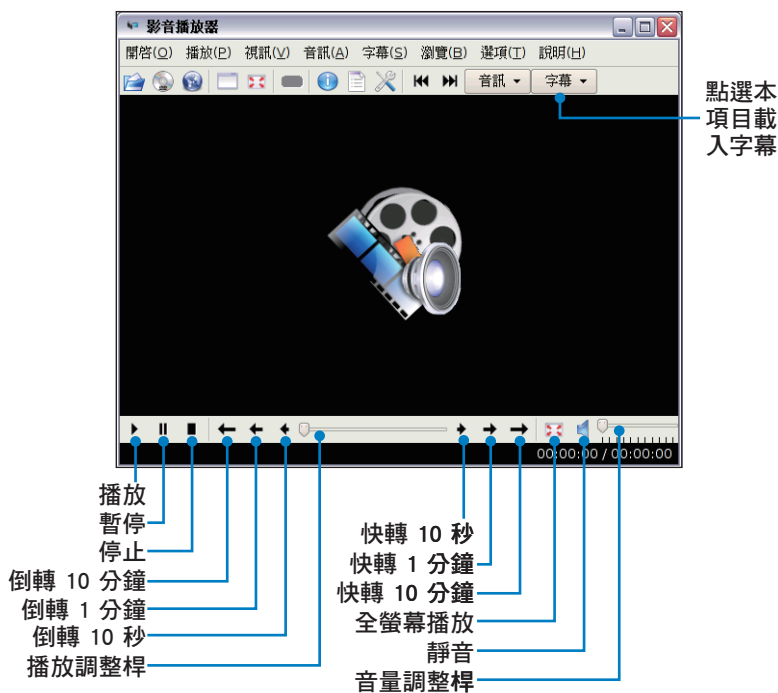 影音播放器
開啓(O) 播放(P) 視訊(V) 音訊(A) 字幕(S) 瀏覽(B) 選項(T) 說明(H)
音訊 字幕
點選本
項目載
入字幕
00:00:00 / 00:00:00
播放
暫停
停止
倒轉 10 分鐘
倒轉 1 分鐘
倒轉 10 秒
播放調整桿
快轉 10 秒
快轉 1 分鐘
快轉 10 分鐘
全螢幕播放
靜音
音量調整桿